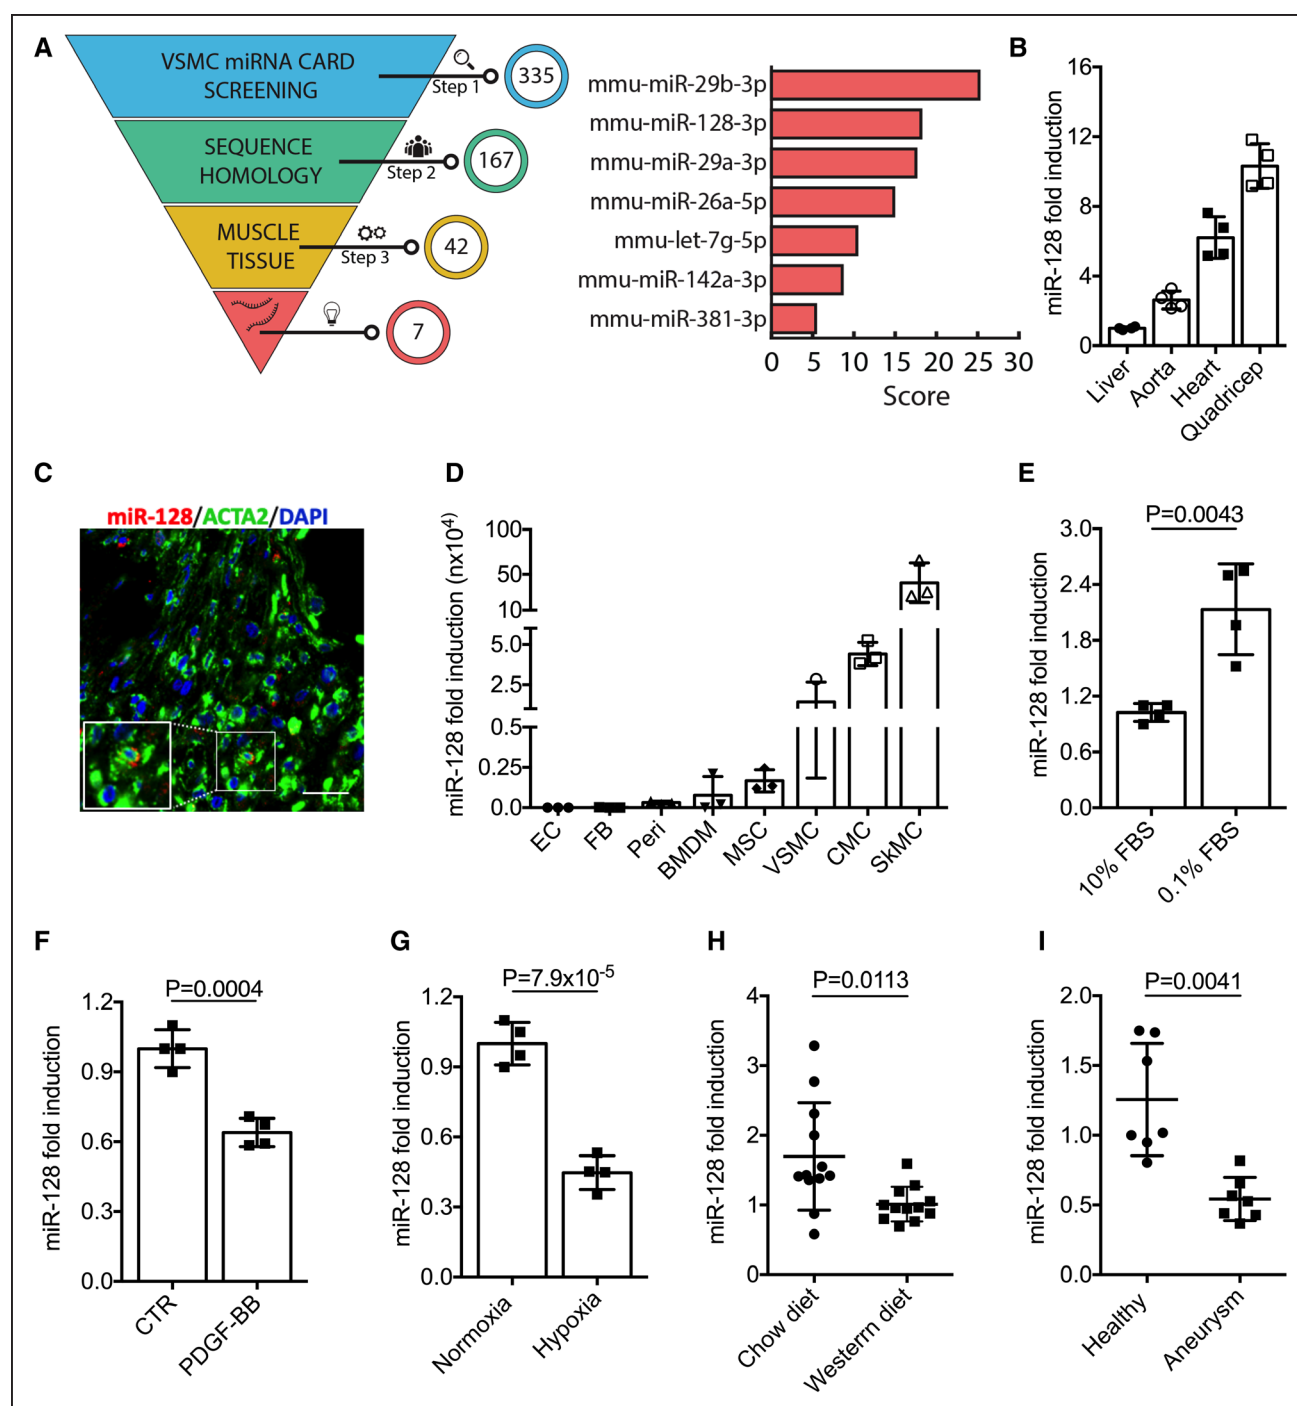 A
VSMC miRNA CARD
SCREENING
Step 1
335
SEQUENCE
HOMOLOGY
Step 2
167
MUSCLE
TISSUE
Step 3
42
7
mmu-miR-29b-3p
mmu-miR-128-3p
mmu-miR-29a-3p
mmu-miR-26a-5p
mmu-let-7g-5p
mmu-miR-142a-3p
mmu-miR-381-3p
0 5 10 15 20 25 30
Score
B
miR-128 fold induction
16
12
8
4
0
Liver
Aorta
Heart
Quadricep
C
miR-128/ACTA2/DAPI
D
miR-128 fold induction (nx10⁴)
100
50
10
5.0
2.5
0.5
0.25
0.0
EC
FB
Peri
BMDM
MSC
VSMC
CMC
SkMC
E
P=0.0043
miR-128 fold induction
3.0
2.4
1.8
1.2
0.6
0.0
10% FBS
0.1% FBS
F
P=0.0004
miR-128 fold induction
1.2
0.9
0.6
0.3
0.0
CTR
PDGF-BB
G
P=7.9x10⁻⁵
miR-128 fold induction
1.2
0.9
0.6
0.3
0.0
Normoxia
Hypoxia
H
P=0.0113
miR-128 fold induction
4
3
2
1
0
Chow diet
Westerrn diet
I
P=0.0041
miR-128 fold induction
2.0
1.5
1.0
0.5
0.0
Healthy
Aneurysm